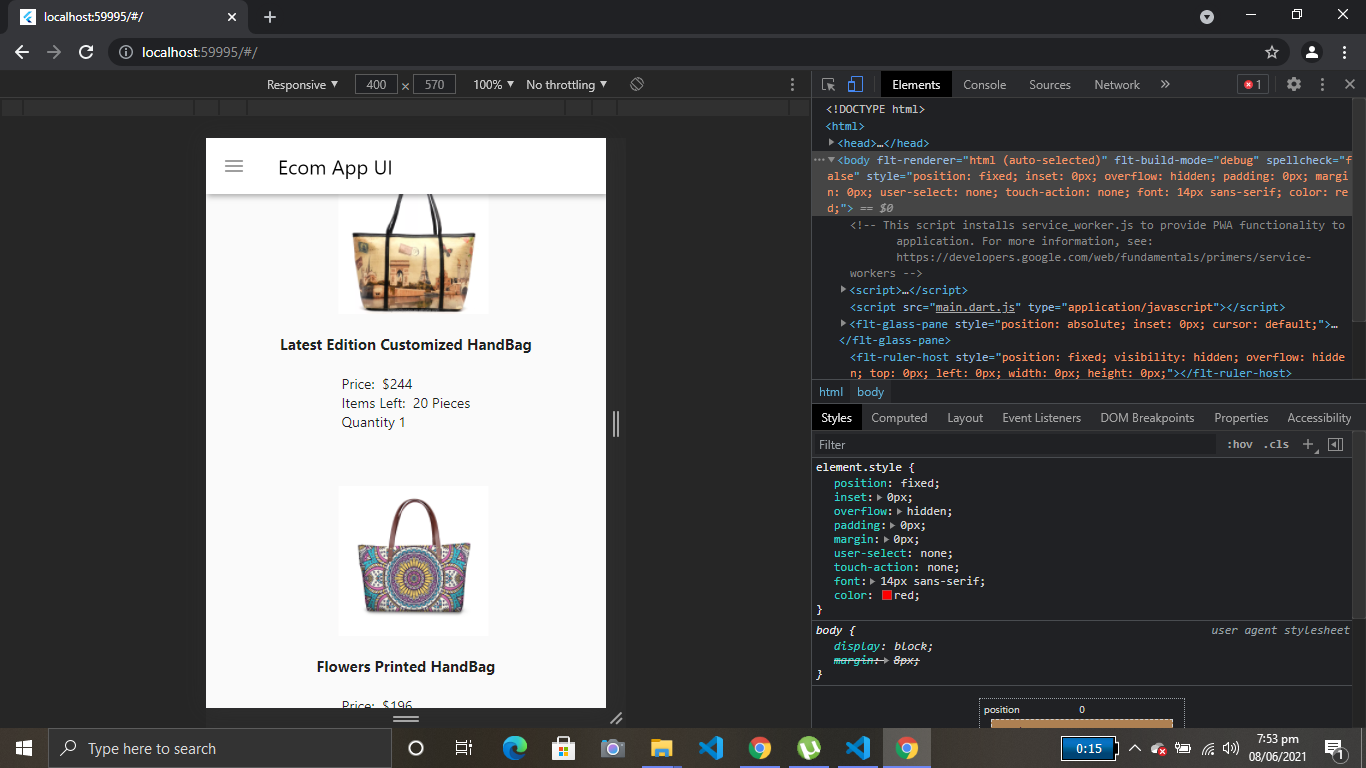 localhost:59995/#/
localhost:59995/#/
Responsive 400 × 570 100% No throttling
Ecom App UI
Latest Edition Customized HandBag
Price: $244
Items Left: 20 Pieces
Quantity 1
Flowers Printed HandBag
Price: $196
Elements Console Sources Network » 1
<!DOCTYPE html>
<html>
<head>…</head>
<body flt-renderer="html (auto-selected)" flt-build-mode="debug" spellcheck="f
alse" style="position: fixed; inset: 0px; overflow: hidden; padding: 0px; margi
n: 0px; user-select: none; touch-action: none; font: 14px sans-serif; color: re
d;"> == $0
<!-- This script installs service_worker.js to provide PWA functionality to
application. For more information, see:
https://developers.google.com/web/fundamentals/primers/service-
workers -->
<script>…</script>
<script src="main.dart.js" type="application/javascript"></script>
<flt-glass-pane style="position: absolute; inset: 0px; cursor: default;">…
</flt-glass-pane>
<flt-ruler-host style="position: fixed; visibility: hidden; overflow: hidde
n; top: 0px; left: 0px; width: 0px; height: 0px;"></flt-ruler-host>
html body
Styles Computed Layout Event Listeners DOM Breakpoints Properties Accessibility
Filter :hov .cls +
element.style {
position: fixed;
inset: 0px;
overflow: hidden;
padding: 0px;
margin: 0px;
user-select: none;
touch-action: none;
font: 14px sans-serif;
color: red;
}
body { user agent stylesheet
display: block;
margin: 8px;
}
position 0
Type here to search
0:15
7:53 pm
08/06/2021
1